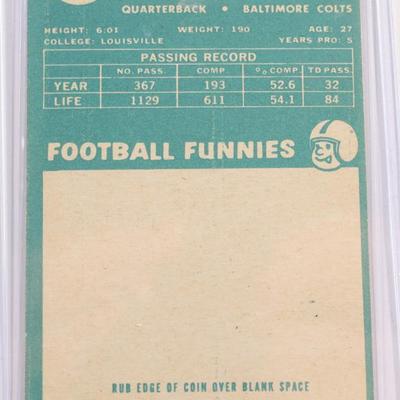 QUARTERBACK • BALTIMORE COLTS
HEIGHT: 6:01 WEIGHT: 190 AGE: 27
COLLEGE: LOUISVILLE YEARS PRO: 5
PASSING RECORD
NO. PASS. COMP. % COMP. TD PASS
YEAR 367 193 52.6 32
LIFE 1129 611 54.1 84
FOOTBALL FUNNIES
RUB EDGE OF COIN OVER BLANK SPACE